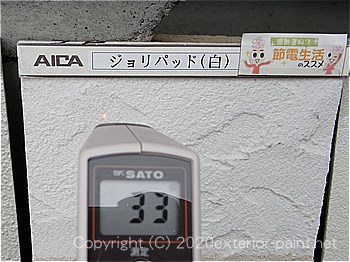 AICA ジョリパッド(白)
節電生活
のススメ
SK SATO
33
測定
Copyright (C) 2020exterior-paint.net